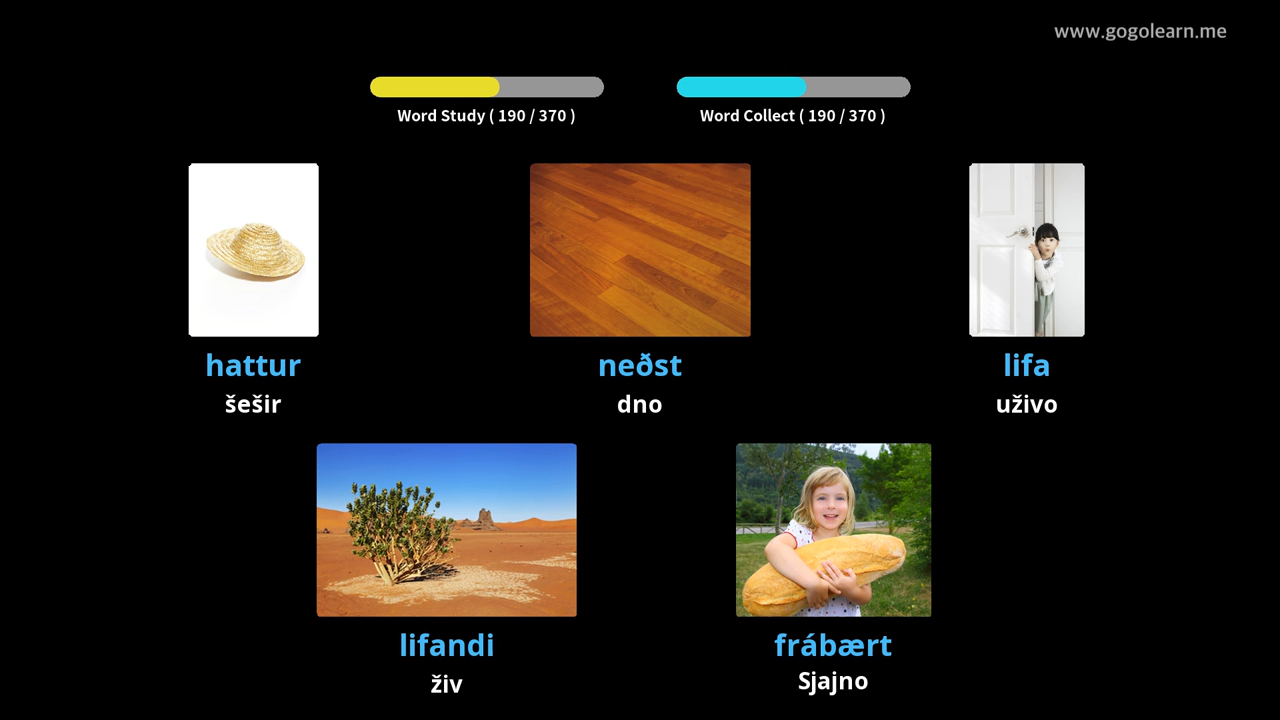 www.gogolearn.me
Word Study ( 190 / 370 )
Word Collect ( 190 / 370 )
hattur
šešir
neðst
dno
lifa
uživo
lifandi
živ
frábært
Sjajno